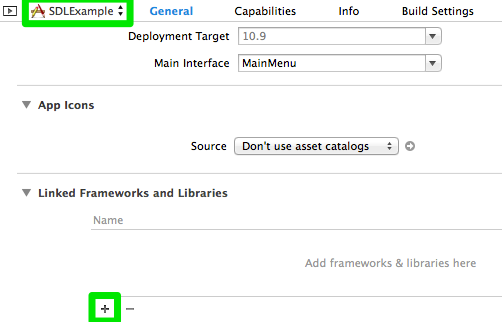 SDLExample General Capabilities Info Build Settings
Deployment Target 10.9
Main Interface MainMenu
App Icons
Source Don't use asset catalogs
Linked Frameworks and Libraries
Name
Add frameworks & libraries here
+ −